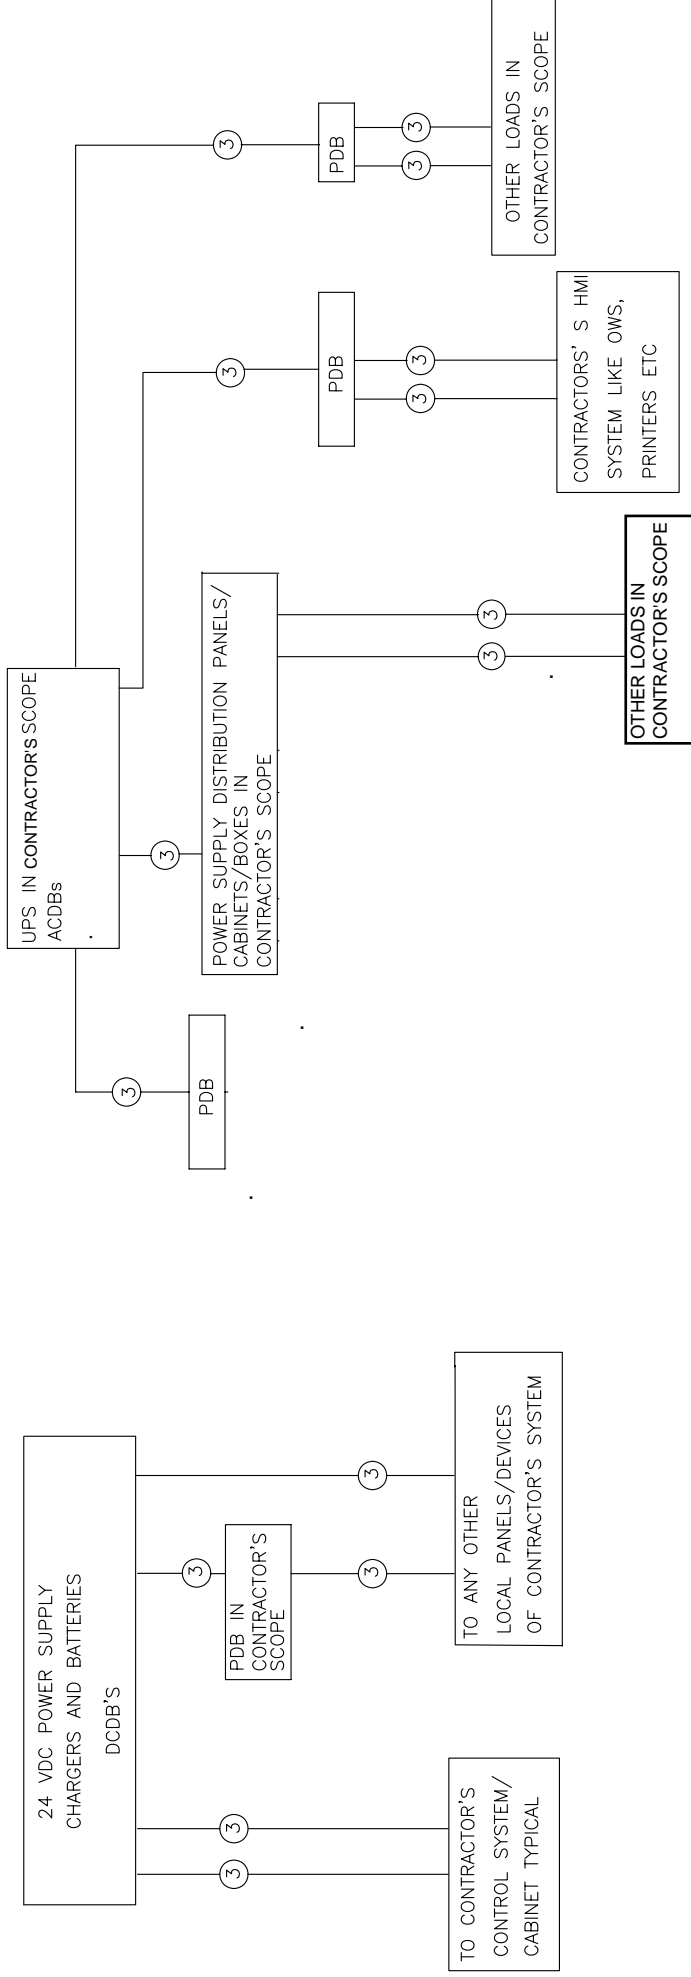 24 VDC POWER SUPPLY
CHARGERS AND BATTERIES
DCDB'S
3
3
3
3
3
PDB IN
CONTRACTOR'S
SCOPE
TO CONTRACTOR'S
CONTROL SYSTEM/
CABINET TYPICAL
TO ANY OTHER
LOCAL PANELS/DEVICES
OF CONTRACTOR'S SYSTEM
UPS IN CONTRACTOR'S SCOPE
ACDBs
3
PDB
3
POWER SUPPLY DISTRIBUTION PANELS/
CABINETS/BOXES IN
CONTRACTOR'S SCOPE
3
3
OTHER LOADS IN
CONTRACTOR'S SCOPE
3
PDB
3
3
CONTRACTORS' S HMI
SYSTEM LIKE OWS,
PRINTERS ETC
3
PDB
3
3
OTHER LOADS IN
CONTRACTOR'S SCOPE